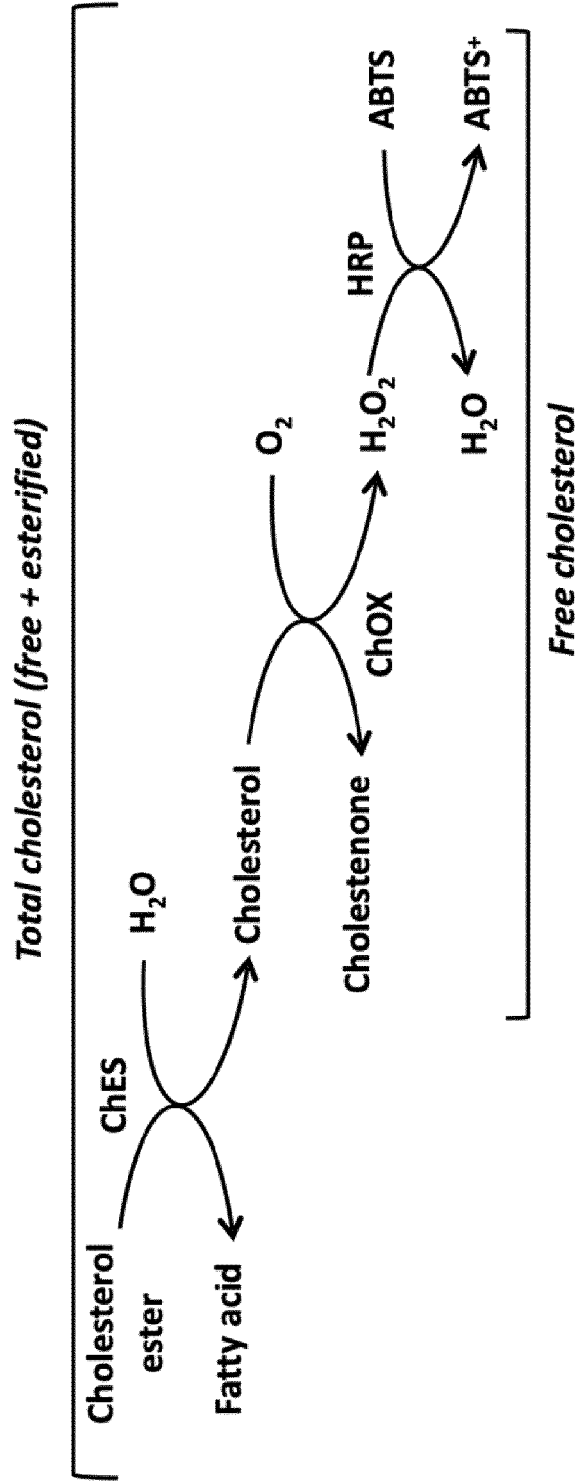 Total cholesterol (free + esterified)
Cholesterol
ester
ChES
H₂O
Fatty acid
Cholesterol
O₂
Cholestenone
ChOX
H₂O₂
HRP
ABTS
H₂O
ABTS⁺
Free cholesterol